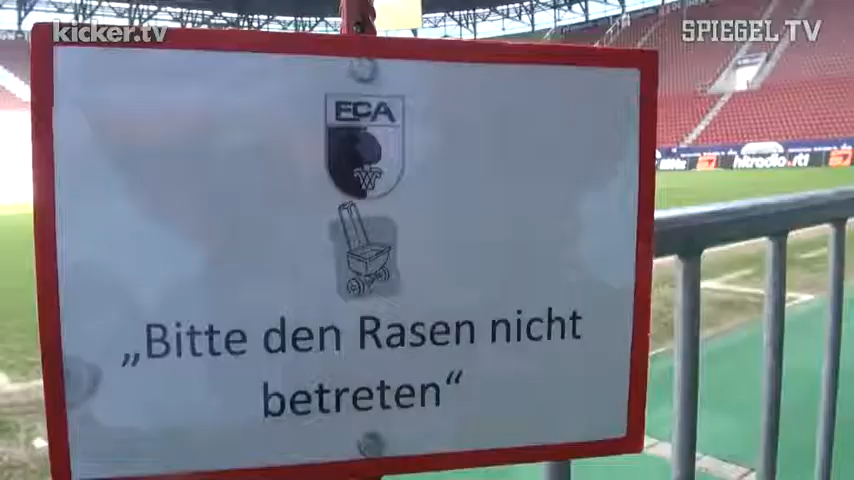 kicker.tv
SPIEGEL TV
FCA
hitradio.rt1
„Bitte den Rasen nicht
betreten“